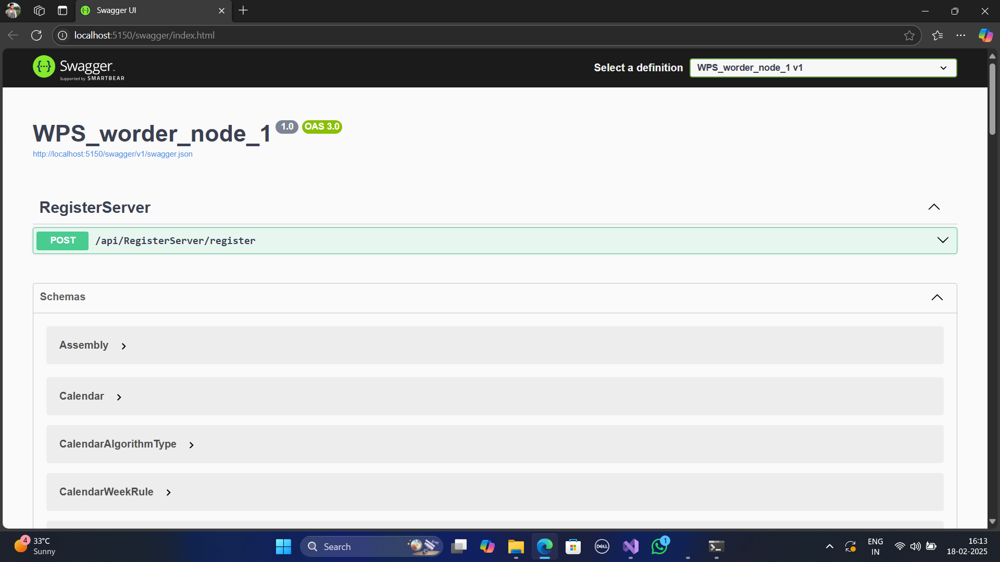 Swagger UI
localhost:5150/swagger/index.html
Swagger
Supported by SMARTBEAR
Select a definition
WPS_worder_node_1 v1
WPS_worder_node_1 1.0 OAS 3.0
http://localhost:5150/swagger/v1/swagger.json
RegisterServer
POST /api/RegisterServer/register
Schemas
Assembly
Calendar
CalendarAlgorithmType
CalendarWeekRule
4
33°C
Sunny
Search
DELL
1
ENG
IN
16:13
18-02-2025